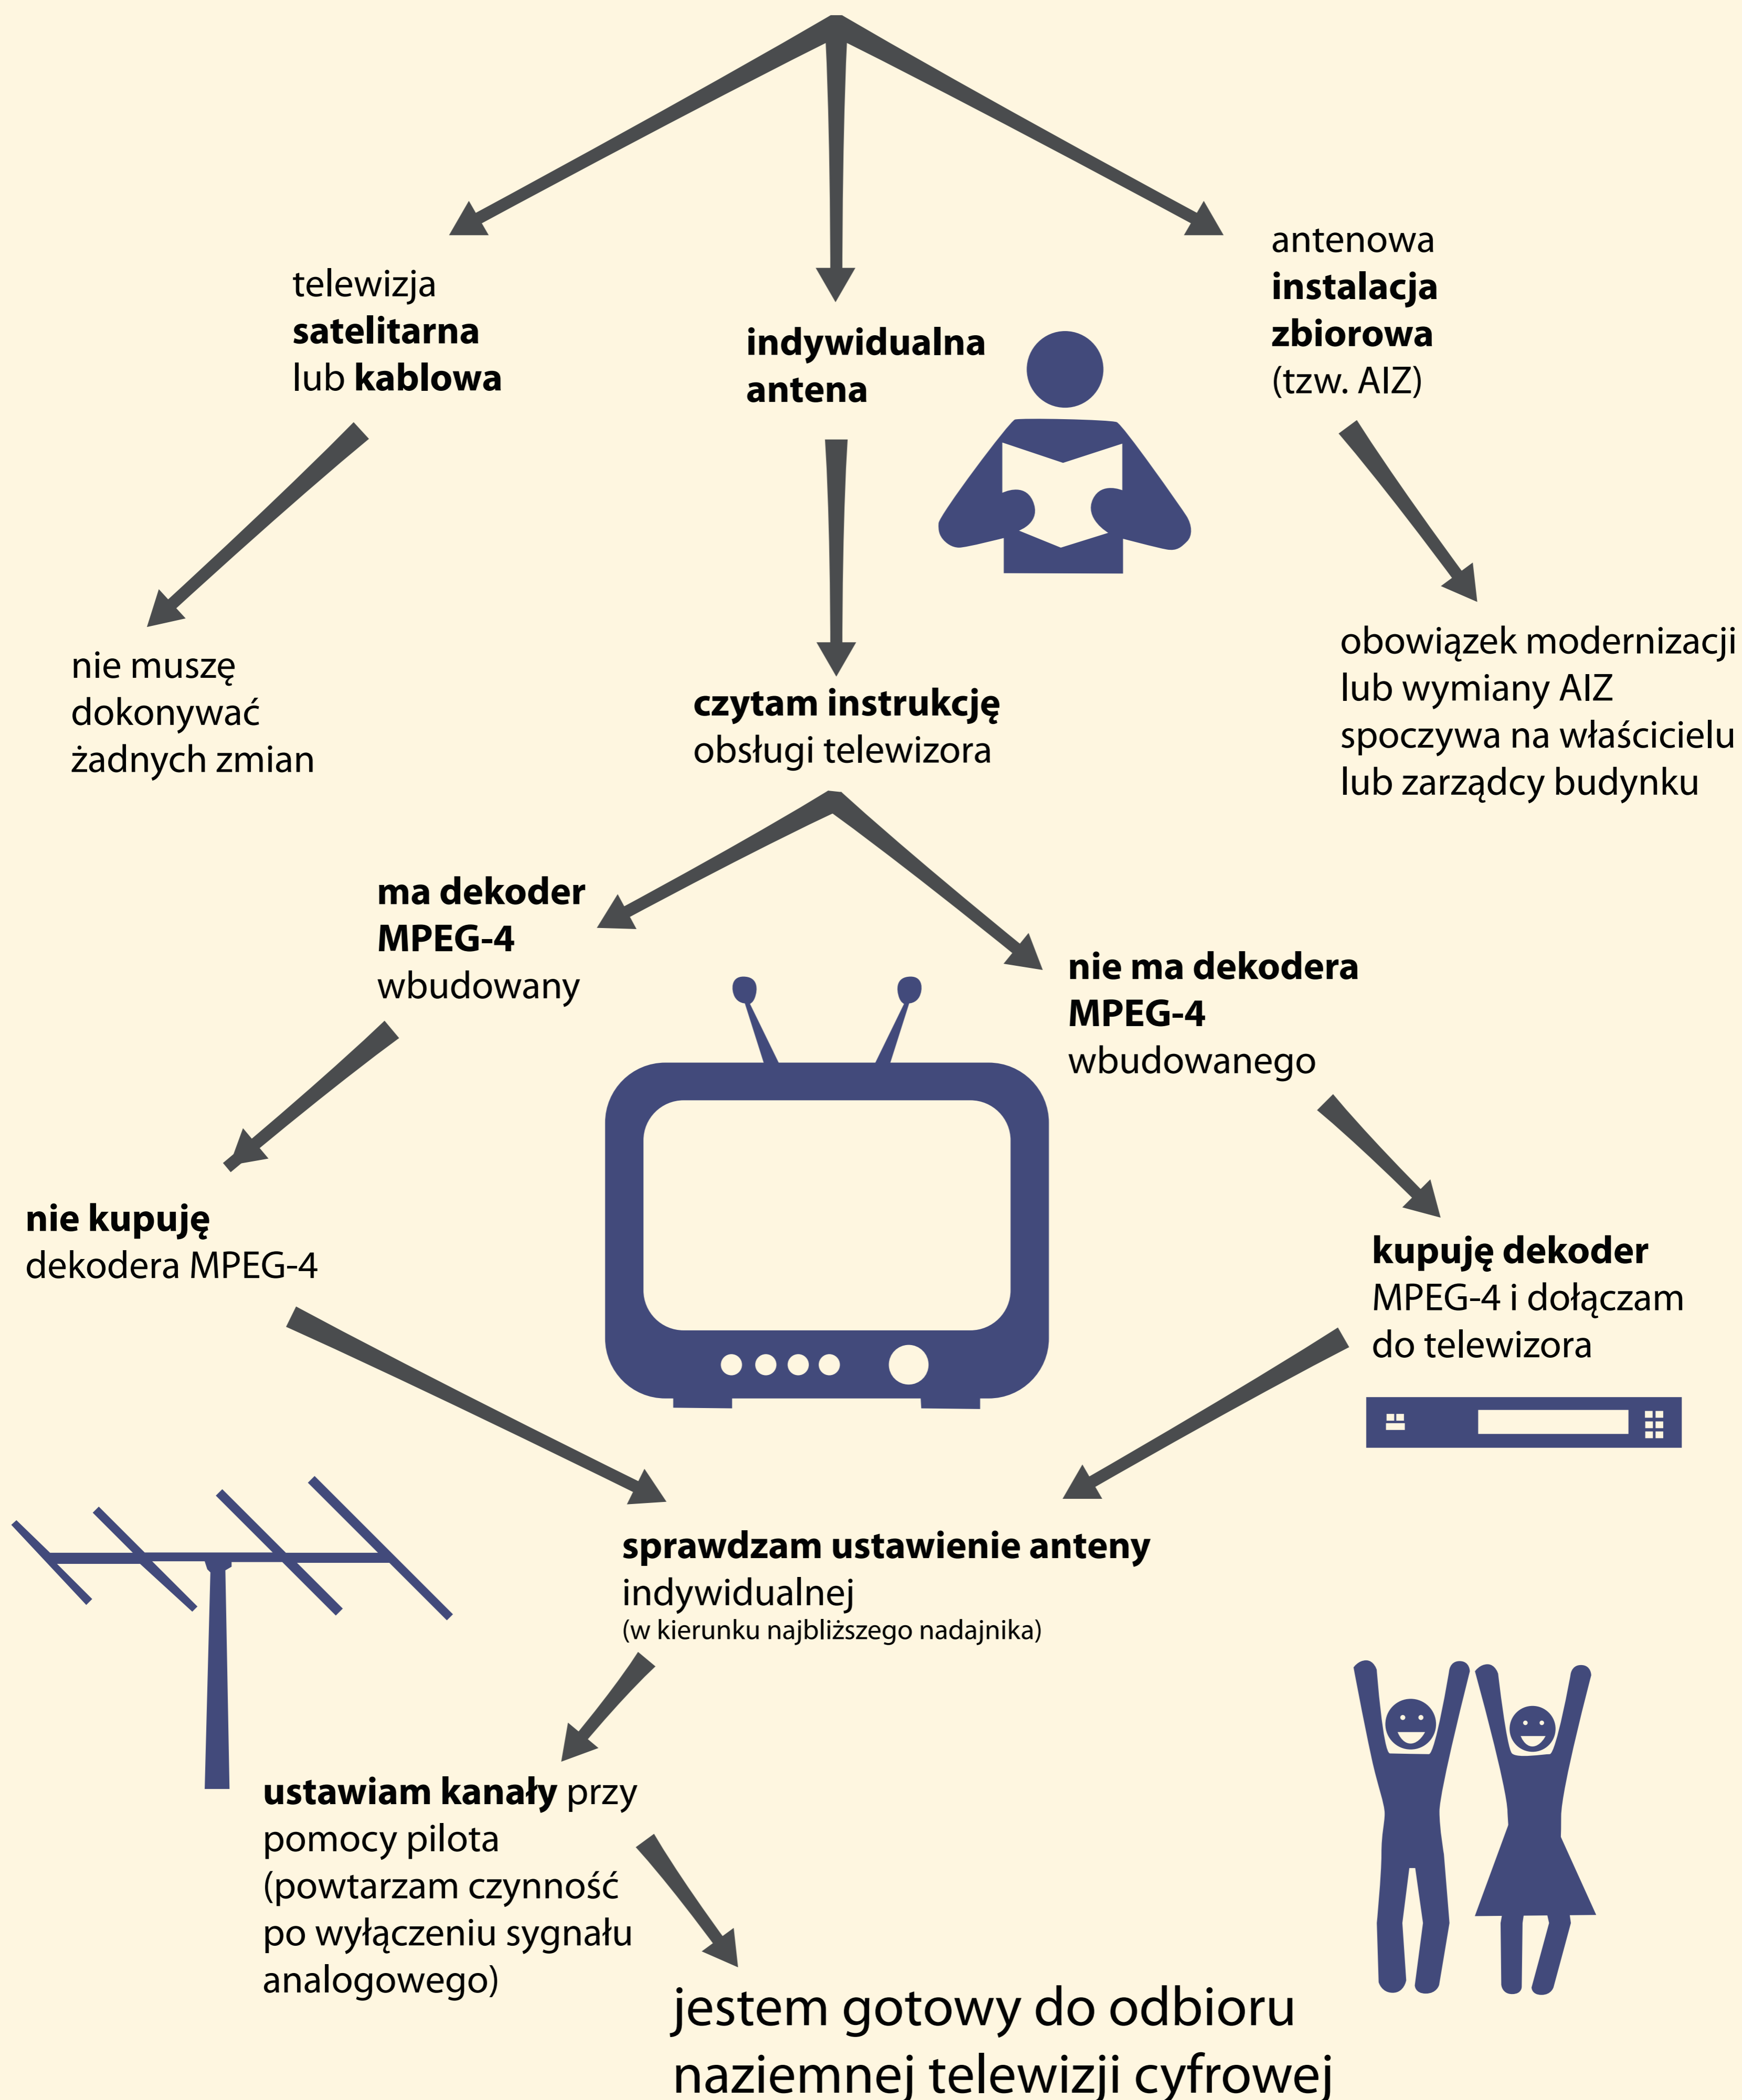 telewizja
satelitarna
lub kablowa
indywidualna
antena
antenowa
instalacja
zbiorowa
(tzw. AIZ)
nie muszę
dokonywać
żadnych zmian
czytam instrukcję
obsługi telewizora
obowiązek modernizacji
lub wymiany AIZ
spoczywa na właścicielu
lub zarządcy budynku
ma dekoder
MPEG-4
wbudowany
nie ma dekodera
MPEG-4
wbudowanego
nie kupuję
dekodera MPEG-4
kupuję dekoder
MPEG-4 i dołączam
do telewizora
sprawdzam ustawienie anteny
indywidualnej
(w kierunku najbliższego nadajnika)
ustawiam kanały przy
pomocy pilota
(powtarzam czynność
po wyłączeniu sygnału
analogowego)
jestem gotowy do odbioru
naziemnej telewizji cyfrowej